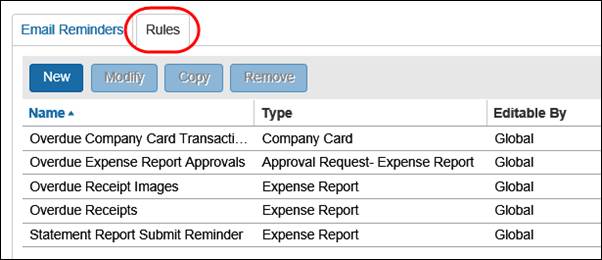 Email Reminders Rules
New Modify Copy Remove
Name Type Editable By
Overdue Company Card Transacti... Company Card Global
Overdue Expense Report Approvals Approval Request- Expense Report Global
Overdue Receipt Images Expense Report Global
Overdue Receipts Expense Report Global
Statement Report Submit Reminder Expense Report Global